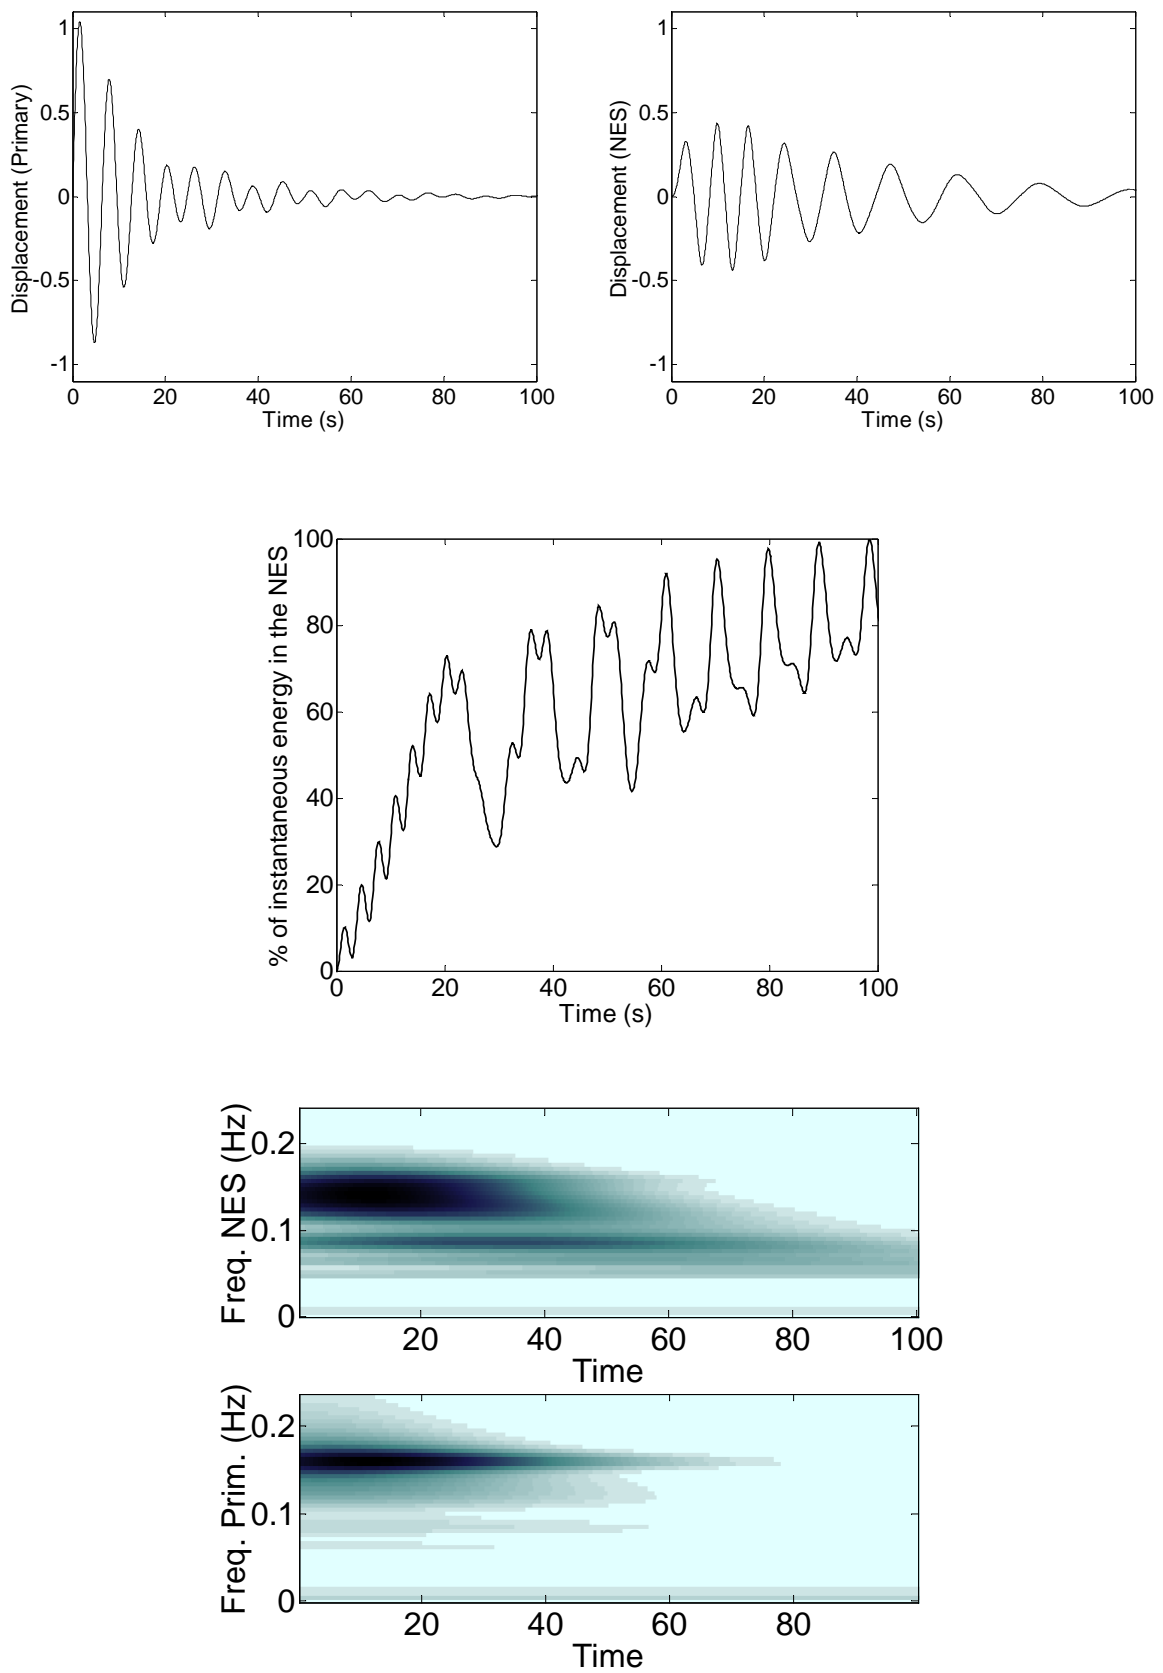 Displacement (Primary)
1
0.5
0
-0.5
-1
0 20 40 60 80 100
Time (s)
Displacement (NES)
1
0.5
0
-0.5
-1
0 20 40 60 80 100
Time (s)
% of instantaneous energy in the NES
100
80
60
40
20
0
0 20 40 60 80 100
Time (s)
Freq. NES (Hz)
0.2
0.1
0
20 40 60 80 100
Time
Freq. Prim. (Hz)
0.2
0.1
0
20 40 60 80
Time